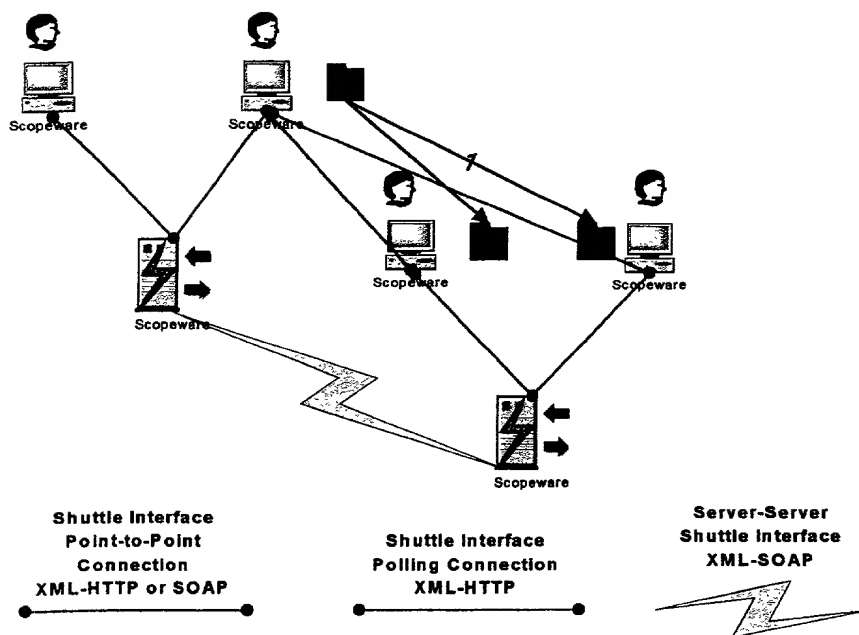 Scopeware
Scopeware
1
Scopeware
Scopeware
Scopeware
Scopeware
Shuttle Interface
Point-to-Point
Connection
XML-HTTP or SOAP
Shuttle Interface
Polling Connection
XML-HTTP
Server-Server
Shuttle Interface
XML-SOAP